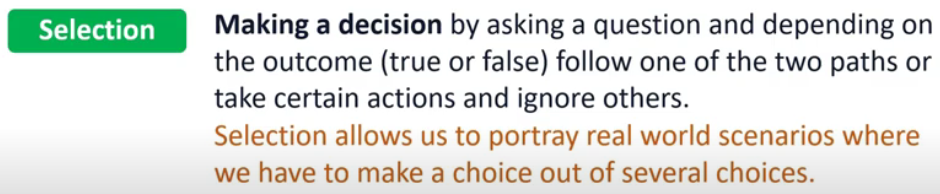 Selection
Making a decision by asking a question and depending on
the outcome (true or false) follow one of the two paths or
take certain actions and ignore others.
Selection allows us to portray real world scenarios where
we have to make a choice out of several choices.